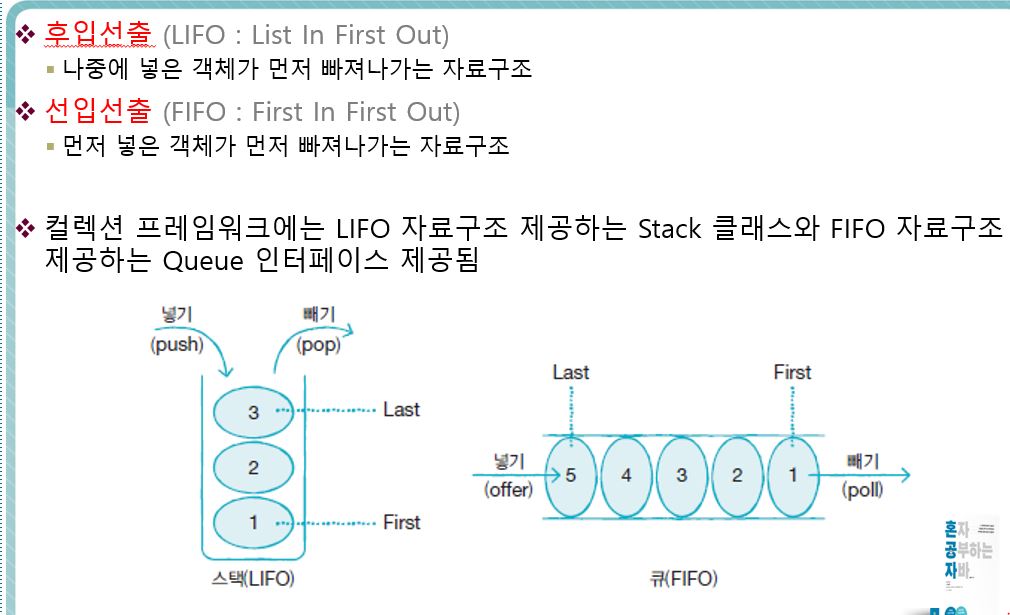 ❖ 후입선출 (LIFO : List In First Out)
▪ 나중에 넣은 객체가 먼저 빠져나가는 자료구조
❖ 선입선출 (FIFO : First In First Out)
▪ 먼저 넣은 객체가 먼저 빠져나가는 자료구조
❖ 컬렉션 프레임워크에는 LIFO 자료구조 제공하는 Stack 클래스와 FIFO 자료구조
제공하는 Queue 인터페이스 제공됨
넣기
(push)
빼기
(pop)
3
Last
2
1
First
스택(LIFO)
Last
First
넣기
(offer)
5 4 3 2 1
빼기
(poll)
큐(FIFO)
혼자
공부하는
자바